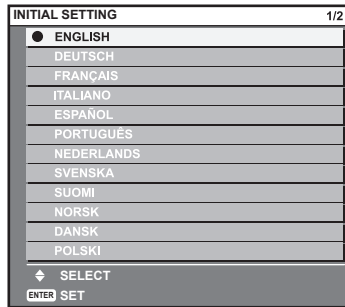 INITIAL SETTING 1/2
ENGLISH
DEUTSCH
FRANÇAIS
ITALIANO
ESPAÑOL
PORTUGUÊS
NEDERLANDS
SVENSKA
SUOMI
NORSK
DANSK
POLSKI
SELECT
ENTER SET